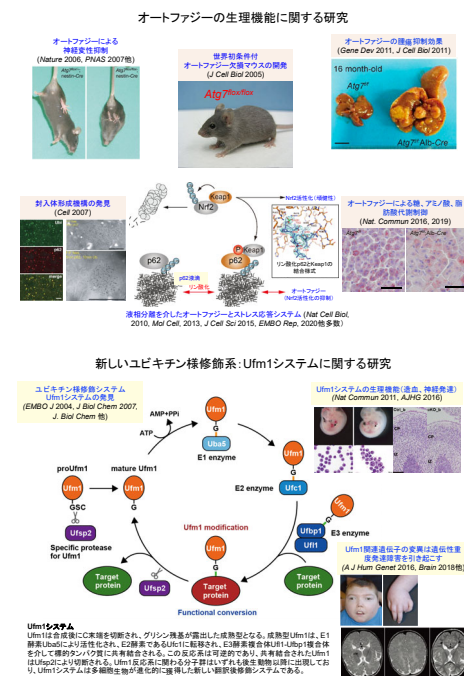 オートファジーの生理機能に関する研究
オートファジーによる
神経変性抑制
(Nature 2006, PNAS 2007他)
nestin-Cre
nestin-Cre
世界初条件付
オートファジー欠損マウスの開発
(J Cell Biol 2005)
Atg7flox/flox
オートファジーの腫瘍抑制効果
(Gene Dev 2011, J Cell Biol 2011)
16 month-old
Atg7f/f
Atg7f/f Alb-Cre
封入体形成機構の発見
(Cell 2007)
Ubi
p62
merge
Keap1
Nrf2
Nrf2活性化(頑健性)
P
Keap1
p62
p62
p62液滴
リン酸化
リン酸化p62とKeap1の
結合様式
オートファジー
(Nrf2活性化の抑制)
液相分離を介したオートファジーとストレス応答システム (Nat Cell Biol,
2010, Mol Cell, 2013, J Cell Sci 2015, EMBO Rep, 2020他多数)
オートファジーによる糖、アミノ酸、脂
肪酸代謝制御
(Nat. Commun 2016, 2019)
Atg7f/f
Atg7f/f Alb-Cre
新しいユビキチン様修飾系:Ufm1システムに関する研究
ユビキチン様修飾システム
Ufm1システムの発見
(EMBO J 2004, J Biol Chem 2007,
J. Biol Chem 他)
AMP+PPi
ATP
Ufm1
G
Uba5
E1 enzyme
proUfm1
mature Ufm1
Ufm1
Ufm1
GSC
G
Ufsp2
Specific protease
for Ufm1
Ufm1
G
Ufc1
E2 enzyme
Ufm1
G
Ufbp1
Ufl1
E3 enzyme
Ufm1 modification
Ufm1
G
Target
protein
Ufsp2
Target
protein
Target
protein
Functional conversion
Ufm1システムの生理機能(造血、神経発達)
(Nat Commun 2011, AJHG 2016)
CP
CP
IZ
IZ
Ufm1関連遺伝子の変異は遺伝性重
度発達障害を引き起こす
(A J Hum Genet 2016, Brain 2018他)
Ufm1システム
Ufm1は合成後にC末端を切断され、グリシン残基が露出した成熟型となる。成熟型Ufm1は、E1
酵素Uba5により活性化され、E2酵素であるUfc1に転移され、E3酵素複合体Ufl1-Ufbp1複合体
を介して標的タンパク質に共有結合される。この反応系は可逆的であり、共有結合されたUfm1
はUfsp2により切断される。Ufm1反応系に関わる分子群はいずれも後生動物以降に出現してお
り、Ufm1システムは多細胞生物が進化的に獲得した新しい翻訳後修飾システムである。